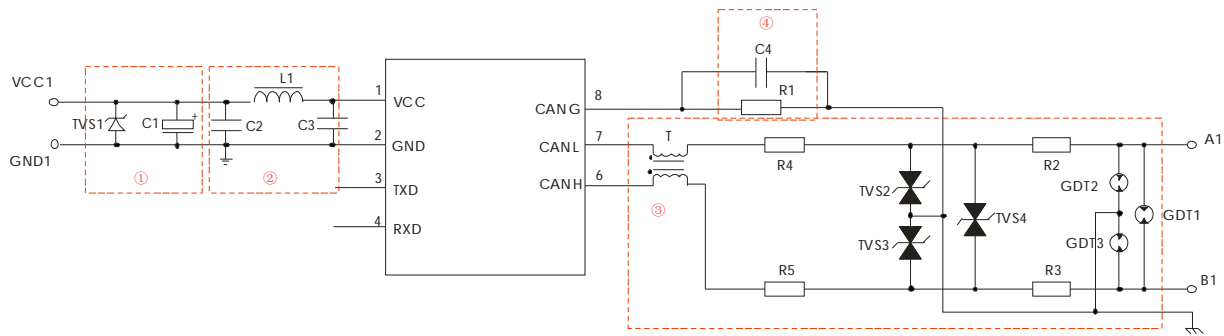 ④
C4
VCC1
L1
R1
1
VCC
8
CANG
TVS1
C1
+
C2
C3
T
2
GND
7
CANL
A1
GND1
R4
R2
①
②
3
TXD
6
CANH
TVS2
GDT2
③
4
RXD
TVS4
GDT1
TVS3
GDT3
R5
R3
B1